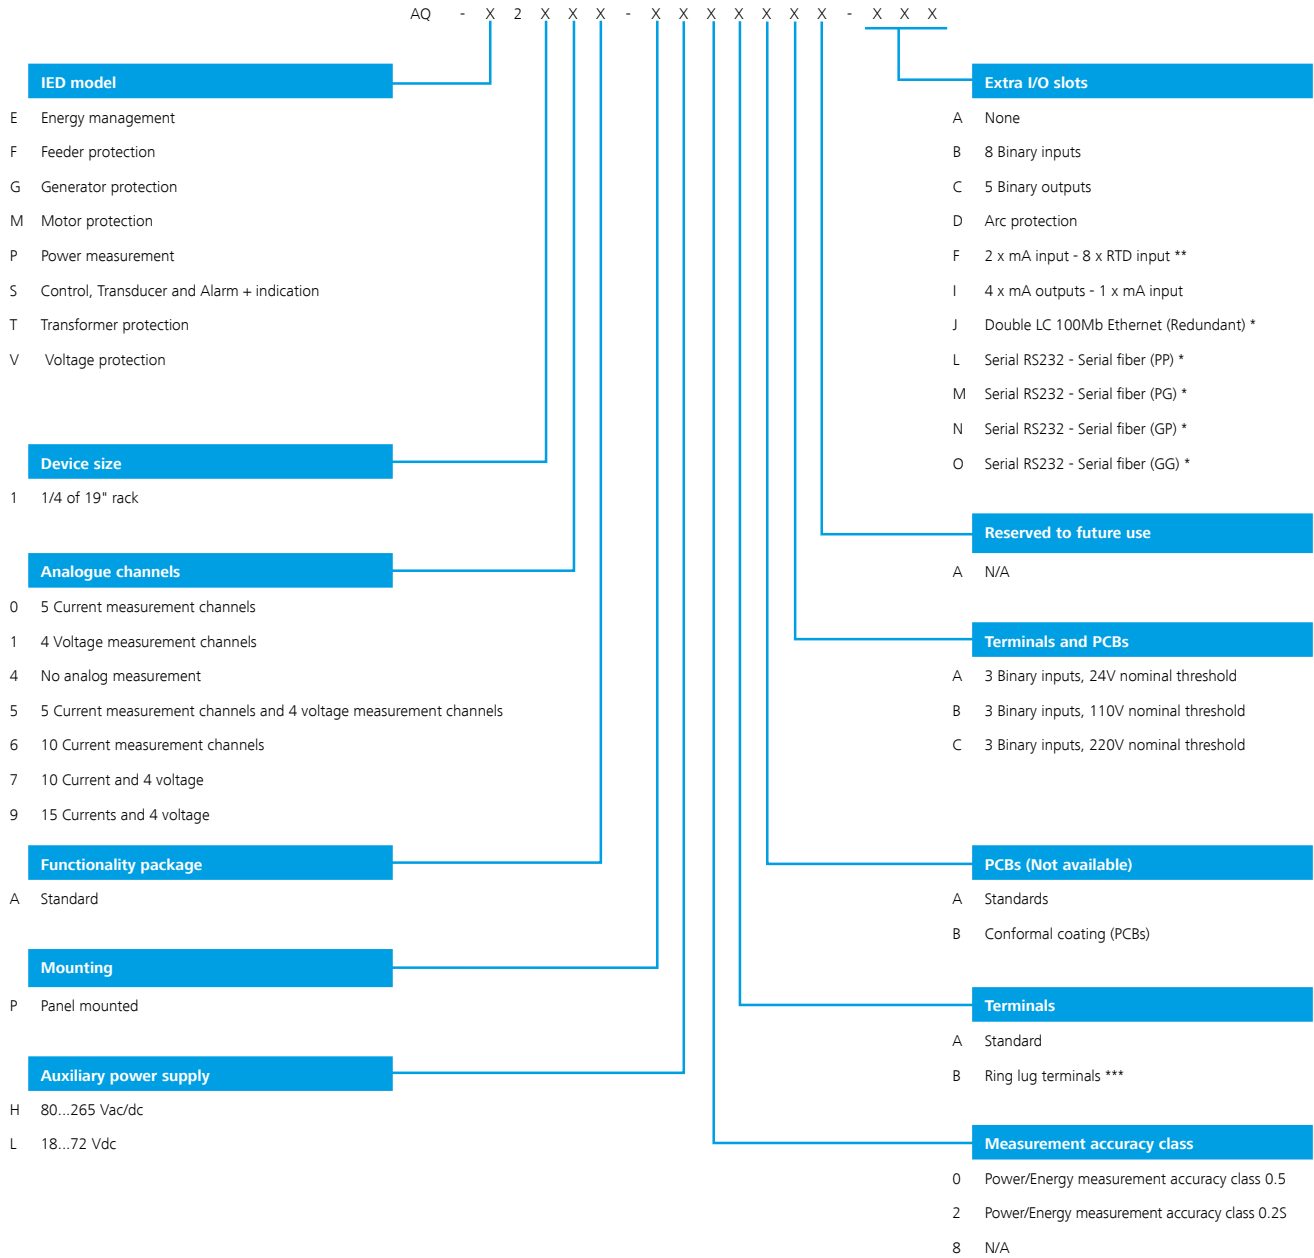 AQ - X 2 X X X - X X X X X X X - X X X
IED model
E Energy management
F Feeder protection
G Generator protection
M Motor protection
P Power measurement
S Control, Transducer and Alarm + indication
T Transformer protection
V Voltage protection
Device size
1 1/4 of 19" rack
Analogue channels
0 5 Current measurement channels
1 4 Voltage measurement channels
4 No analog measurement
5 5 Current measurement channels and 4 voltage measurement channels
6 10 Current measurement channels
7 10 Current and 4 voltage
9 15 Currents and 4 voltage
Functionality package
A Standard
Mounting
P Panel mounted
Auxiliary power supply
H 80...265 Vac/dc
L 18...72 Vdc
Extra I/O slots
A None
B 8 Binary inputs
C 5 Binary outputs
D Arc protection
F 2 x mA input - 8 x RTD input **
I 4 x mA outputs - 1 x mA input
J Double LC 100Mb Ethernet (Redundant) *
L Serial RS232 - Serial fiber (PP) *
M Serial RS232 - Serial fiber (PG) *
N Serial RS232 - Serial fiber (GP) *
O Serial RS232 - Serial fiber (GG) *
Reserved to future use
A N/A
Terminals and PCBs
A 3 Binary inputs, 24V nominal threshold
B 3 Binary inputs, 110V nominal threshold
C 3 Binary inputs, 220V nominal threshold
PCBs (Not available)
A Standards
B Conformal coating (PCBs)
Terminals
A Standard
B Ring lug terminals ***
Measurement accuracy class
0 Power/Energy measurement accuracy class 0.5
2 Power/Energy measurement accuracy class 0.2S
8 N/A